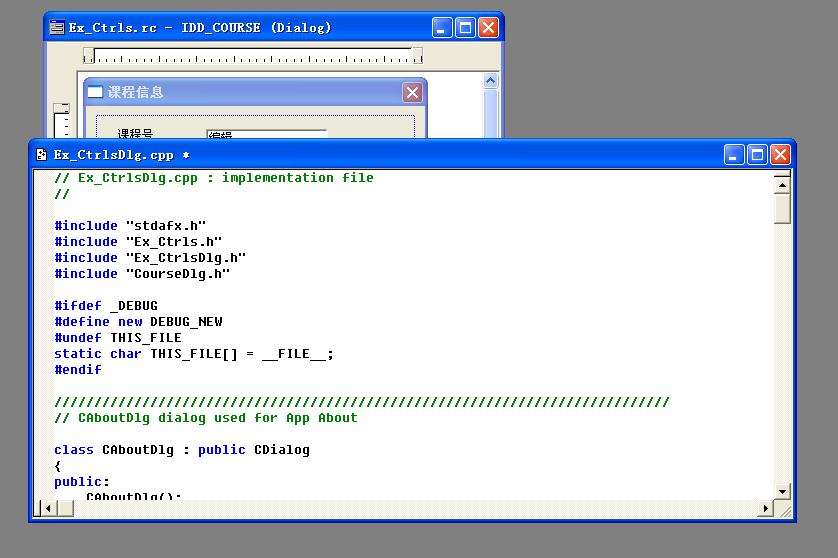 Ex_Ctrls.rc - IDD_COURSE (Dialog)
课程信息
课程号
编辑
Ex_CtrlsDlg.cpp *
// Ex_CtrlsDlg.cpp : implementation file
//
#include "stdafx.h"
#include "Ex_Ctrls.h"
#include "Ex_CtrlsDlg.h"
#include "CourseDlg.h"
#ifdef _DEBUG
#define new DEBUG_NEW
#undef THIS_FILE
static char THIS_FILE[] = __FILE__;
#endif
/////////////////////////////////////////////////////////////////////////////
// CAboutDlg dialog used for App About
class CAboutDlg : public CDialog
{
public:
CAboutDlg();